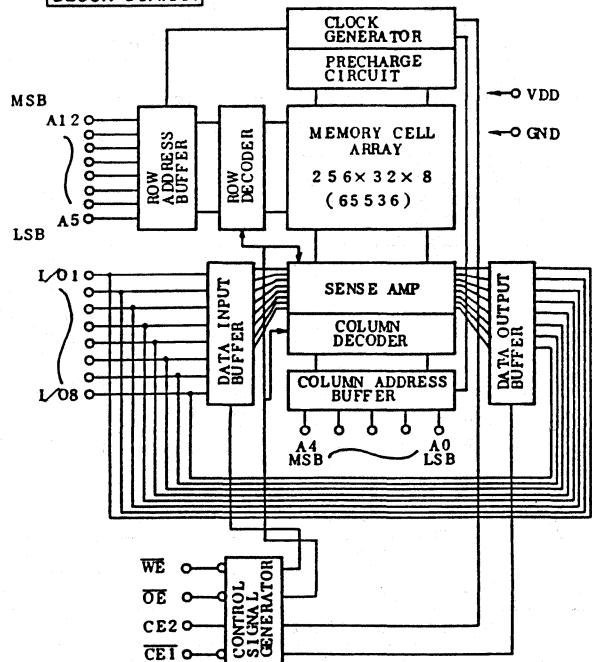 BLOCK DIAGRAM
CLOCK
GENERATOR
PRECHARGE
CIRCUIT
MSB
A12
A5
LSB
ROW ADDRESS
BUFFER
ROW
DECODER
MEMORY CELL
ARRAY
256×32×8
(65536)
VDD
GND
I/O1
I/O8
DATA INPUT
BUFFER
SENSE AMP
COLUMN
DECODER
DATA OUTPUT
BUFFER
COLUMN ADDRESS
BUFFER
A4
MSB
A0
LSB
WE
OE
CE2
CE1
CONTROL
SIGNAL
GENERATOR